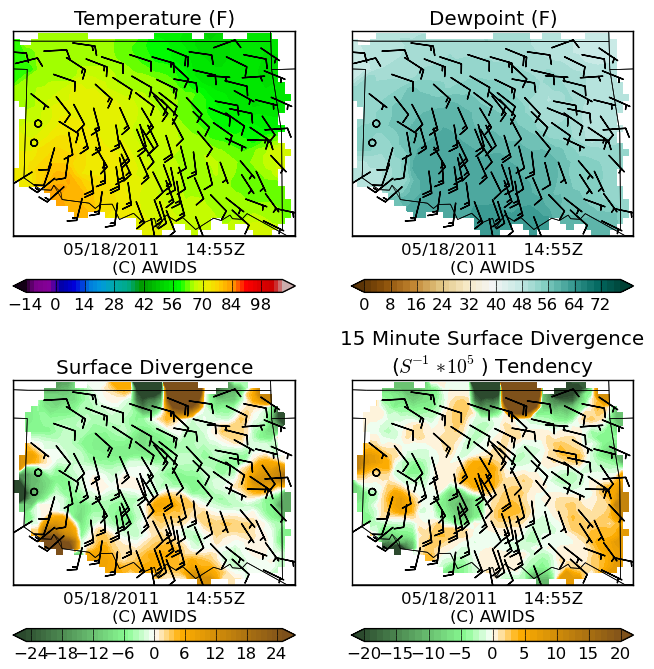 Temperature (F)
05/18/2011 14:55Z
(C) AWIDS
−14 0 14 28 42 56 70 84 98
Dewpoint (F)
05/18/2011 14:55Z
(C) AWIDS
0 8 16 24 32 40 48 56 64 72
Surface Divergence
05/18/2011 14:55Z
(C) AWIDS
−24−18−12 −6 0 6 12 18 24
15 Minute Surface Divergence
(S⁻¹ ∗10⁵ ) Tendency
05/18/2011 14:55Z
(C) AWIDS
−20−15−10 −5 0 5 10 15 20